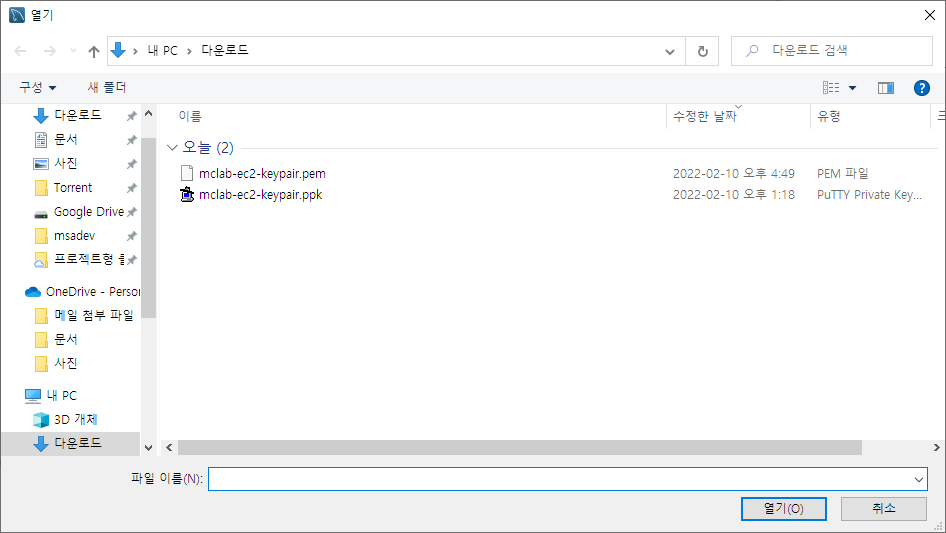 열기
내 PC > 다운로드
다운로드 검색
구성
새 폴더
다운로드
문서
사진
Torrent
Google Drive
msadev
프로젝트형
OneDrive - Person
메일 첨부 파일
문서
사진
내 PC
3D 개체
다운로드
이름
수정한 날짜
유형
오늘 (2)
mclab-ec2-keypair.pem
2022-02-10 오후 4:49
PEM 파일
mclab-ec2-keypair.ppk
2022-02-10 오후 1:18
PuTTY Private Key...
파일 이름(N):
열기(O)
취소